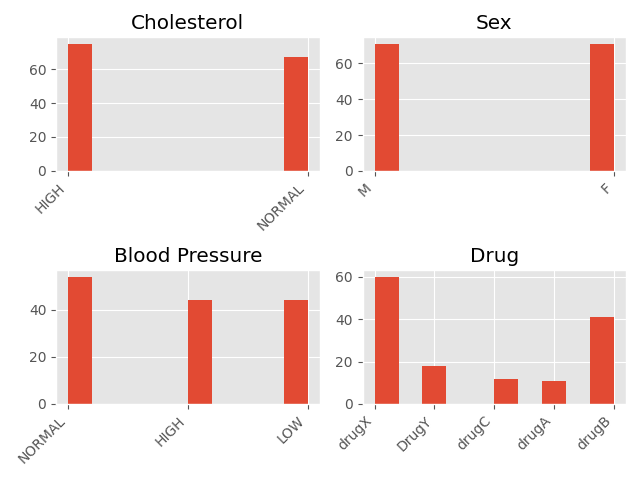 Cholesterol
60
40
20
0
HIGH
NORMAL
Sex
60
40
20
0
M
F
Blood Pressure
40
20
0
NORMAL
HIGH
LOW
Drug
60
40
20
0
drugX
DrugY
drugC
drugA
drugB